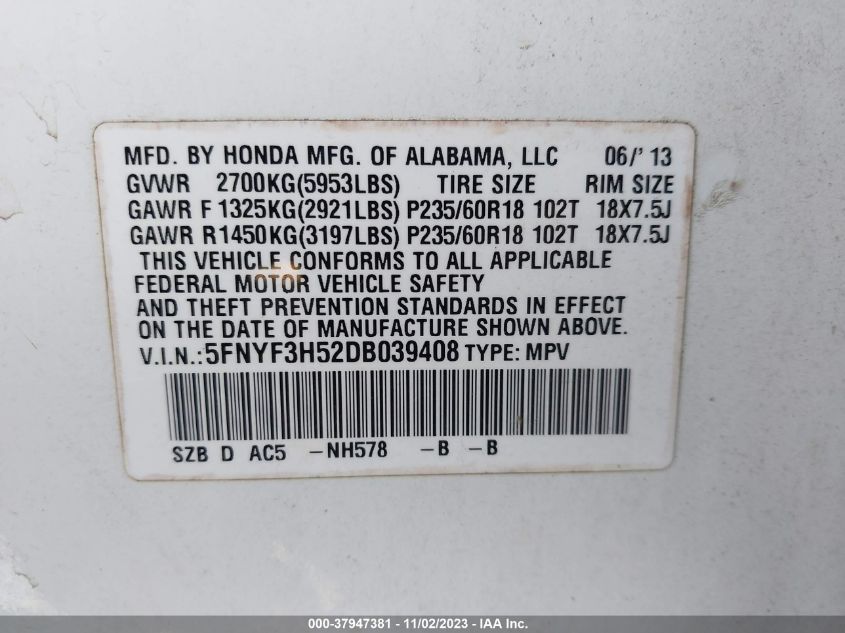 MFD. BY HONDA MFG. OF ALABAMA, LLC 06/' 13
GVWR 2700KG(5953LBS) TIRE SIZE RIM SIZE
GAWR F 1325KG(2921LBS) P235/60R18 102T 18X7.5J
GAWR R1450KG(3197LBS) P235/60R18 102T 18X7.5J
THIS VEHICLE CONFORMS TO ALL APPLICABLE
FEDERAL MOTOR VEHICLE SAFETY
AND THEFT PREVENTION STANDARDS IN EFFECT
ON THE DATE OF MANUFACTURE SHOWN ABOVE.
V.I.N.:5FNYF3H52DB039408 TYPE: MPV
SZB D AC5 -NH578 -B -B
000-37947381 - 11/02/2023 - IAA Inc.